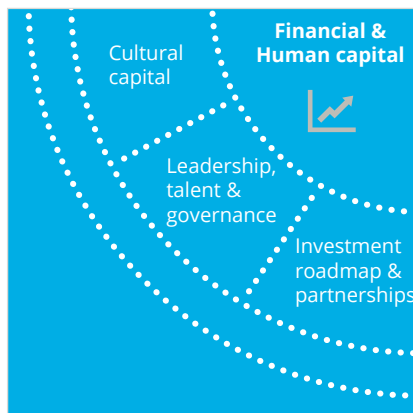 Financial &
Human capital
Cultural
capital
Leadership,
talent &
governance
Investment
roadmap &
partnerships